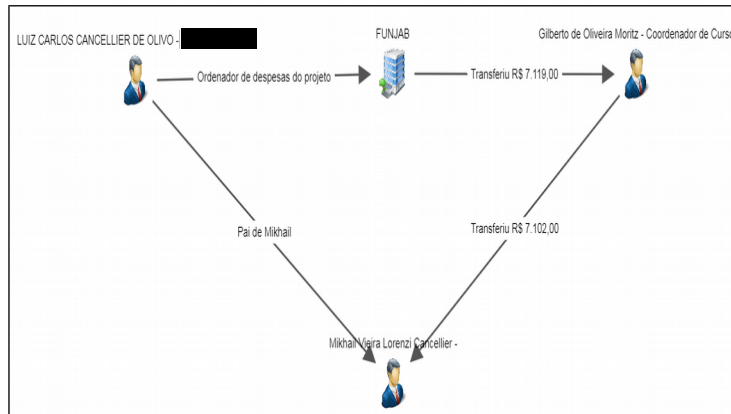 LUIZ CARLOS CANCELLIER DE OLIVO -
FUNJAB
Gilberto de Oliveira Moritz - Coordenador de Curso
Ordenador de despesas do projeto
Transferiu R$ 7.119,00
Pai de Mikhail
Transferiu R$ 7.102,00
Mikhail Vieira Lorenzi Cancellier -